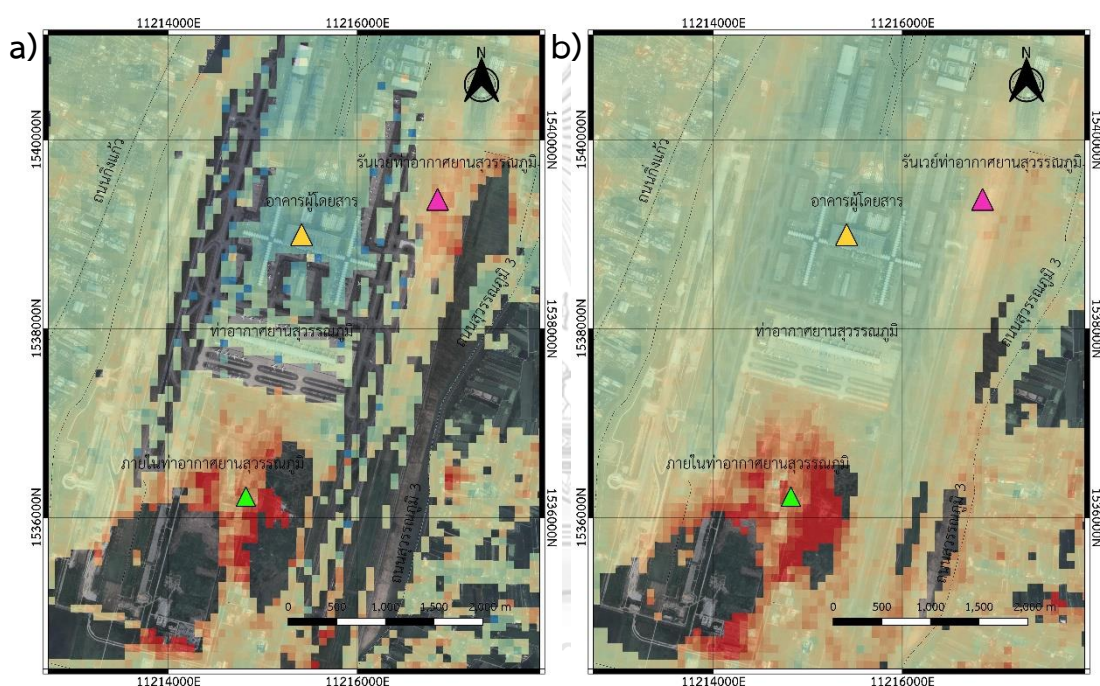 11214000E 11216000E
a)
N
1540000N
ถนนกิ่งแก้ว
รันเวย์ท่าอากาศยานสุวรรณภูมิ
อาคารผู้โดยสาร
ถนนสุวรรณภูมิ 3
1538000N
ท่าอากาศยานสุวรรณภูมิ
ภายในท่าอากาศยานสุวรรณภูมิ
1536000N
ถนนสุวรรณภูมิ 3
0 500 1,000 1,500 2,000 m
11214000E 11216000E
11214000E 11216000E
b)
N
1540000N
1540000N
ถนนกิ่งแก้ว
รันเวย์ท่าอากาศยานสุวรรณภูมิ
อาคารผู้โดยสาร
ถนนสุวรรณภูมิ 3
1538000N
1538000N
ท่าอากาศยานสุวรรณภูมิ
ภายในท่าอากาศยานสุวรรณภูมิ
1536000N
1536000N
ถนนสุวรรณภูมิ 3
0 500 1,000 1,500 2,000 m
11214000E 11216000E